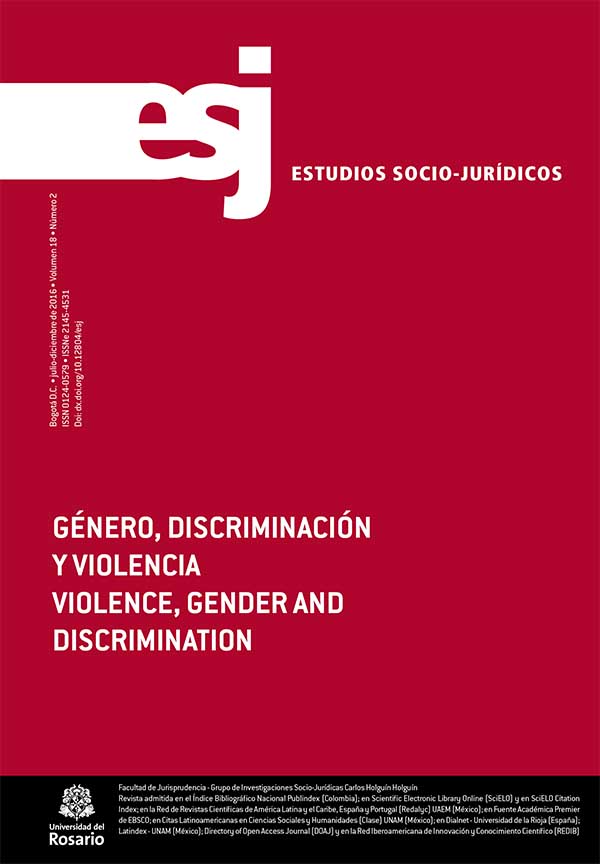 esj
ESTUDIOS SOCIO-JURÍDICOS
Bogotá D.C. • julio-diciembre de 2016 • Volumen 18 • Número 2
ISSN 0124-0579 • ISSNe 2145-4531
Doi: dx.doi.org/10.12804/esj
GÉNERO, DISCRIMINACIÓN
Y VIOLENCIA
VIOLENCE, GENDER AND
DISCRIMINATION
Universidad del
Rosario
Facultad de Jurisprudencia - Grupo de Investigaciones Socio-Jurídicas Carlos Holguín Holguín
Revista admitida en el Índice Bibliográfico Nacional Publindex (Colombia); en Scientific Electronic Library Online (SciELO) y en SciELO Citation
Index; en la Red de Revistas Científicas de América Latina y el Caribe, España y Portugal (Redalyc) UAEM (México); en Fuente Académica Premier
de EBSCO; en Citas Latinoamericanas en Ciencias Sociales y Humanidades (Clase) UNAM (México); en Dialnet - Universidad de la Rioja (España);
Latindex - UNAM (México); Directory of Open Access Journal (DOAJ) y en la Red Iberoamericana de Innovación y Conocimiento Científico (REDIB)